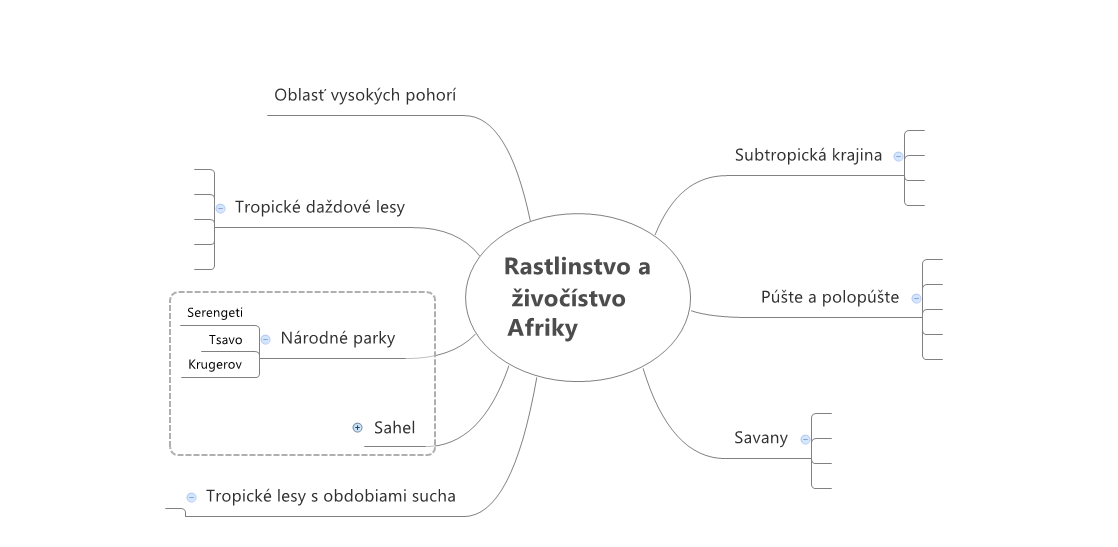 Oblasť vysokých pohorí
Subtropická krajina
Tropické daždové lesy
Rastlinstvo a
živočístvo
Afriky
Púšte a polopúšte
Serengeti
Tsavo
Krugerov
Národné parky
Sahel
Savany
Tropické lesy s obdobiami sucha